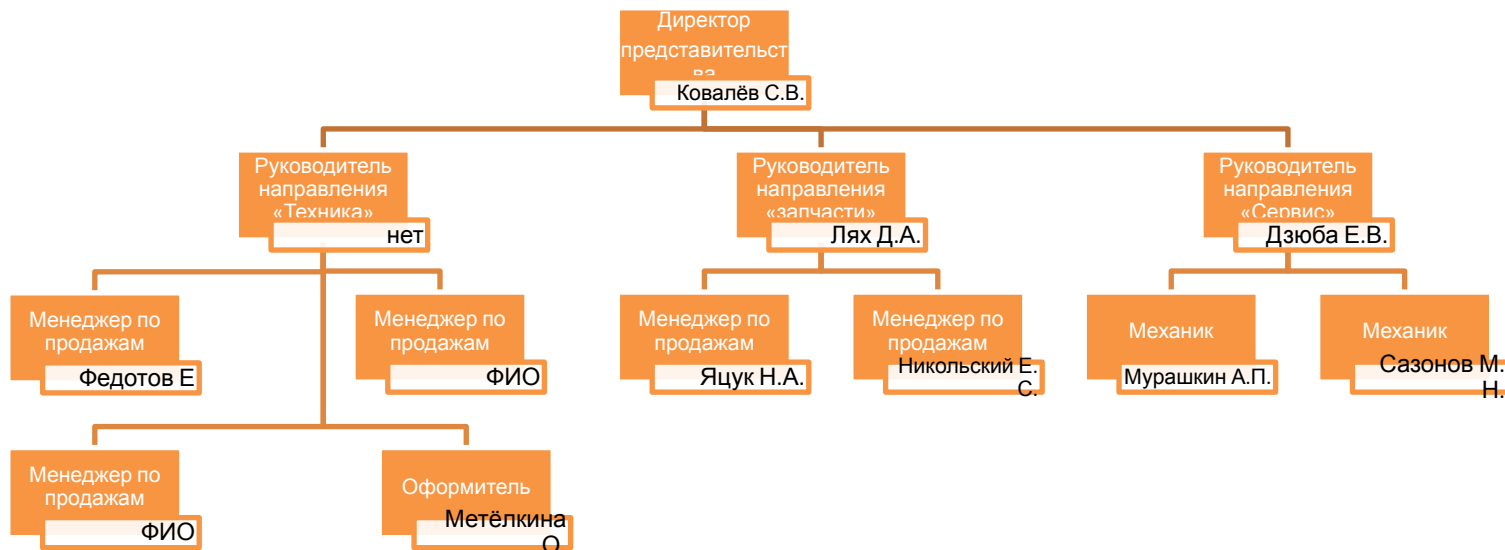 Директор
представительст
ва
Ковалёв С.В.
Руководитель
направления
«Техника»
нет
Руководитель
направления
«запчасти»
Лях Д.А.
Руководитель
направления
«Сервис»
Дзюба Е.В.
Менеджер по
продажам
Федотов Е
Менеджер по
продажам
ФИО
Менеджер по
продажам
Яцук Н.А.
Менеджер по
продажам
Никольский Е.
С.
Механик
Мурашкин А.П.
Механик
Сазонов М.
Н.
Менеджер по
продажам
ФИО
Оформитель
Метёлкина
О